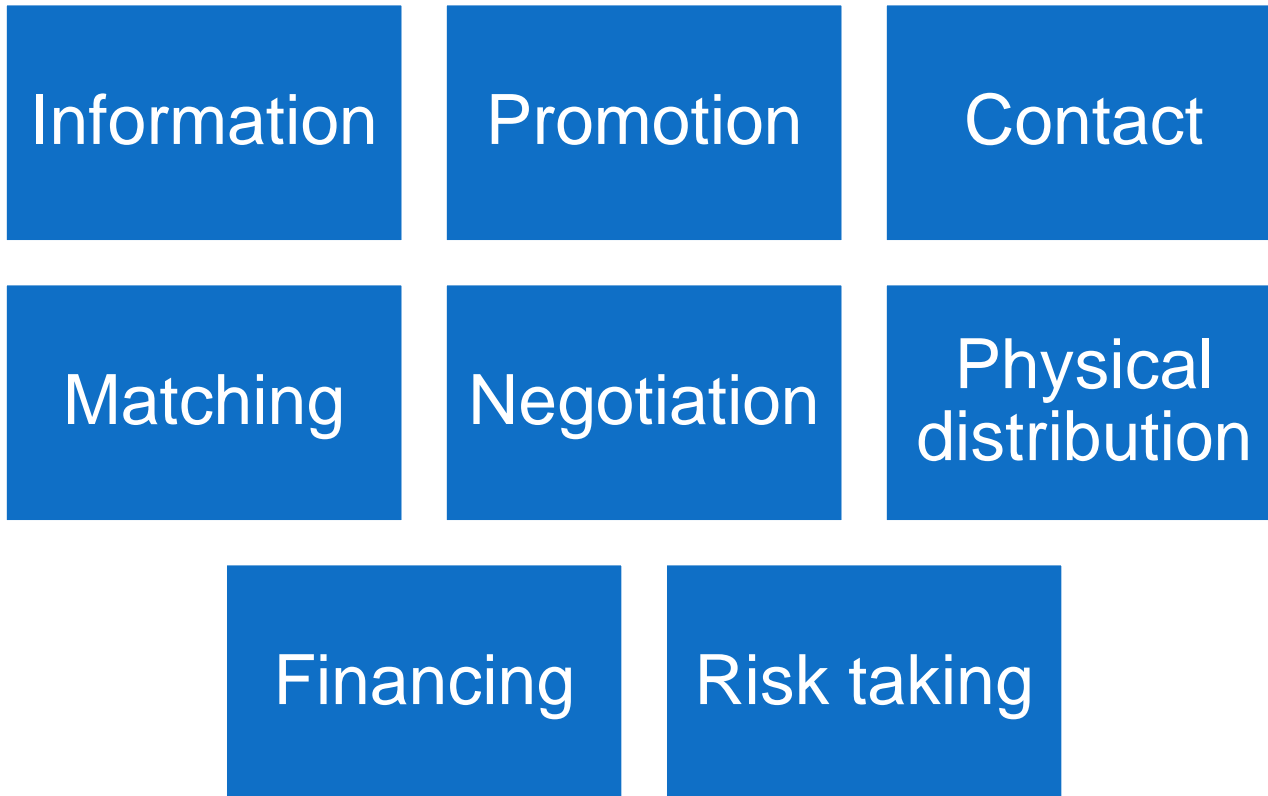 Information
Promotion
Contact
Matching
Negotiation
Physical
distribution
Financing
Risk taking